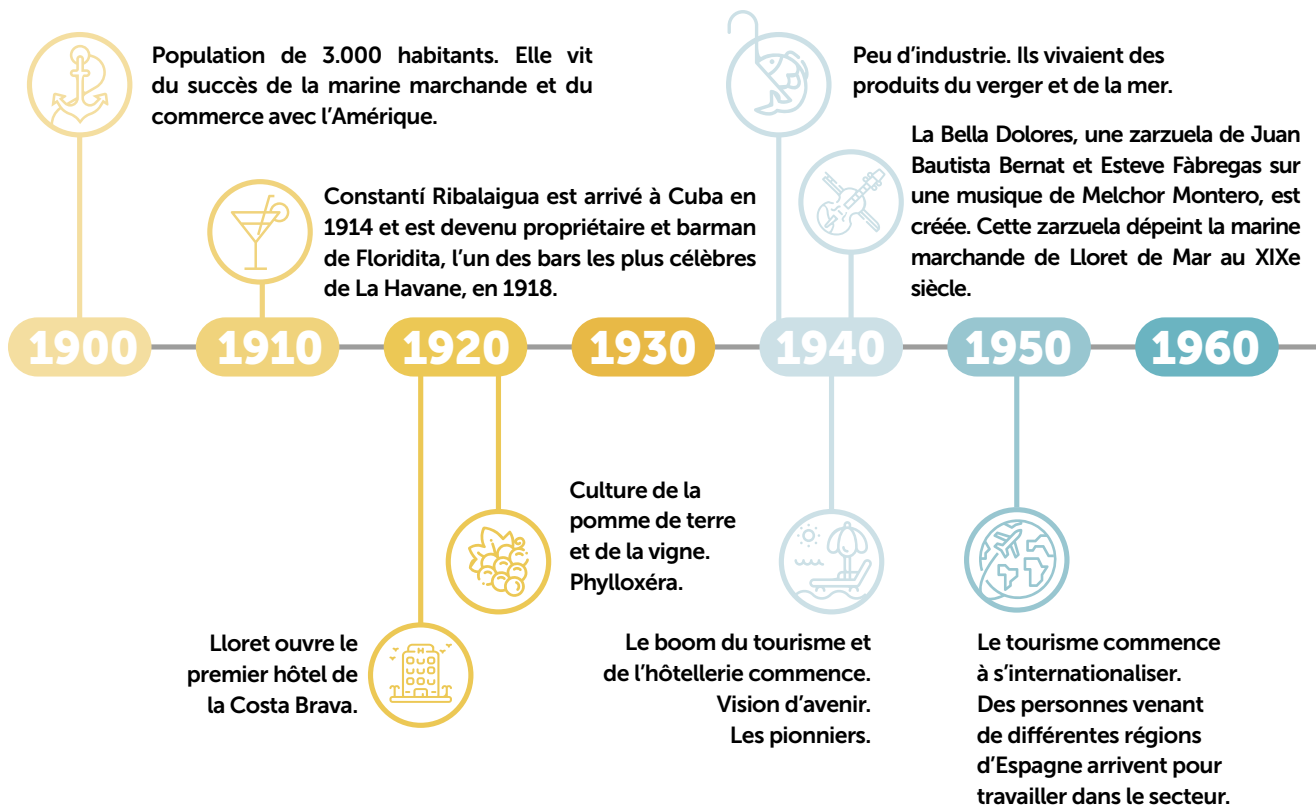 Population de 3.000 habitants. Elle vit
du succès de la marine marchande et du
commerce avec l'Amérique.
Constantí Ribalaigua est arrivé à Cuba en
1914 et est devenu propriétaire et barman
de Floridita, l'un des bars les plus célèbres
de La Havane, en 1918.
Peu d'industrie. Ils vivaient des
produits du verger et de la mer.
La Bella Dolores, une zarzuela de Juan
Bautista Bernat et Esteve Fàbregas sur
une musique de Melchor Montero, est
créée. Cette zarzuela dépeint la marine
marchande de Lloret de Mar au XIXe
siècle.
1900
1910
1920
1930
1940
1950
1960
Lloret ouvre le
premier hôtel de
la Costa Brava.
H
Culture de la
pomme de terre
et de la vigne.
Phylloxéra.
Le boom du tourisme et
de l'hôtellerie commence.
Vision d'avenir.
Les pionniers.
Le tourisme commence
à s'internationaliser.
Des personnes venant
de différentes régions
d'Espagne arrivent pour
travailler dans le secteur.